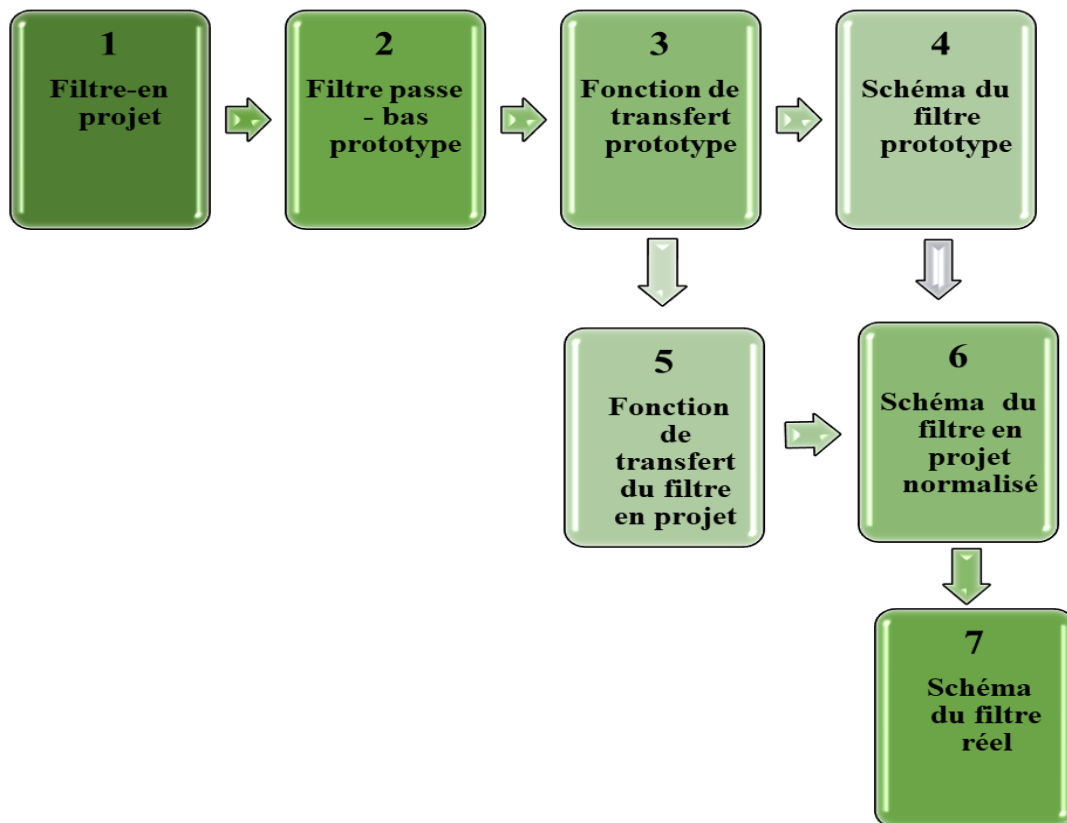 1
Filtre-en
projet
2
Filtre passe
- bas
prototype
3
Fonction de
transfert
prototype
4
Schéma du
filtre
prototype
5
Fonction
de
transfert
du filtre
en projet
6
Schéma du
filtre en
projet
normalisé
7
Schéma
du filtre
réel